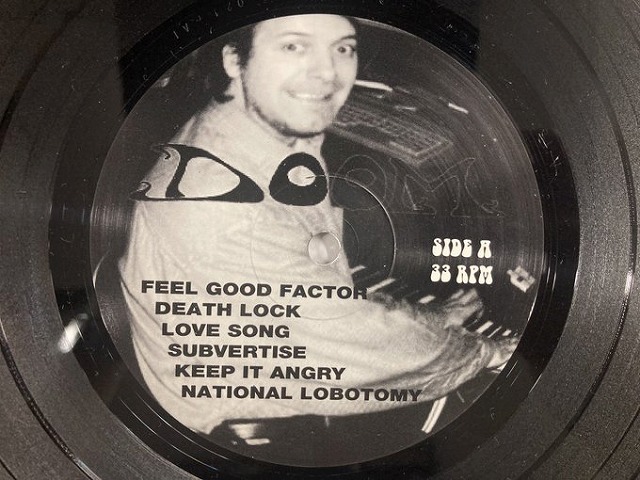 DOOM
SIDE A
33 RPM
FEEL GOOD FACTOR
DEATH LOCK
LOVE SONG
SUBVERTISE
KEEP IT ANGRY
NATIONAL LOBOTOMY